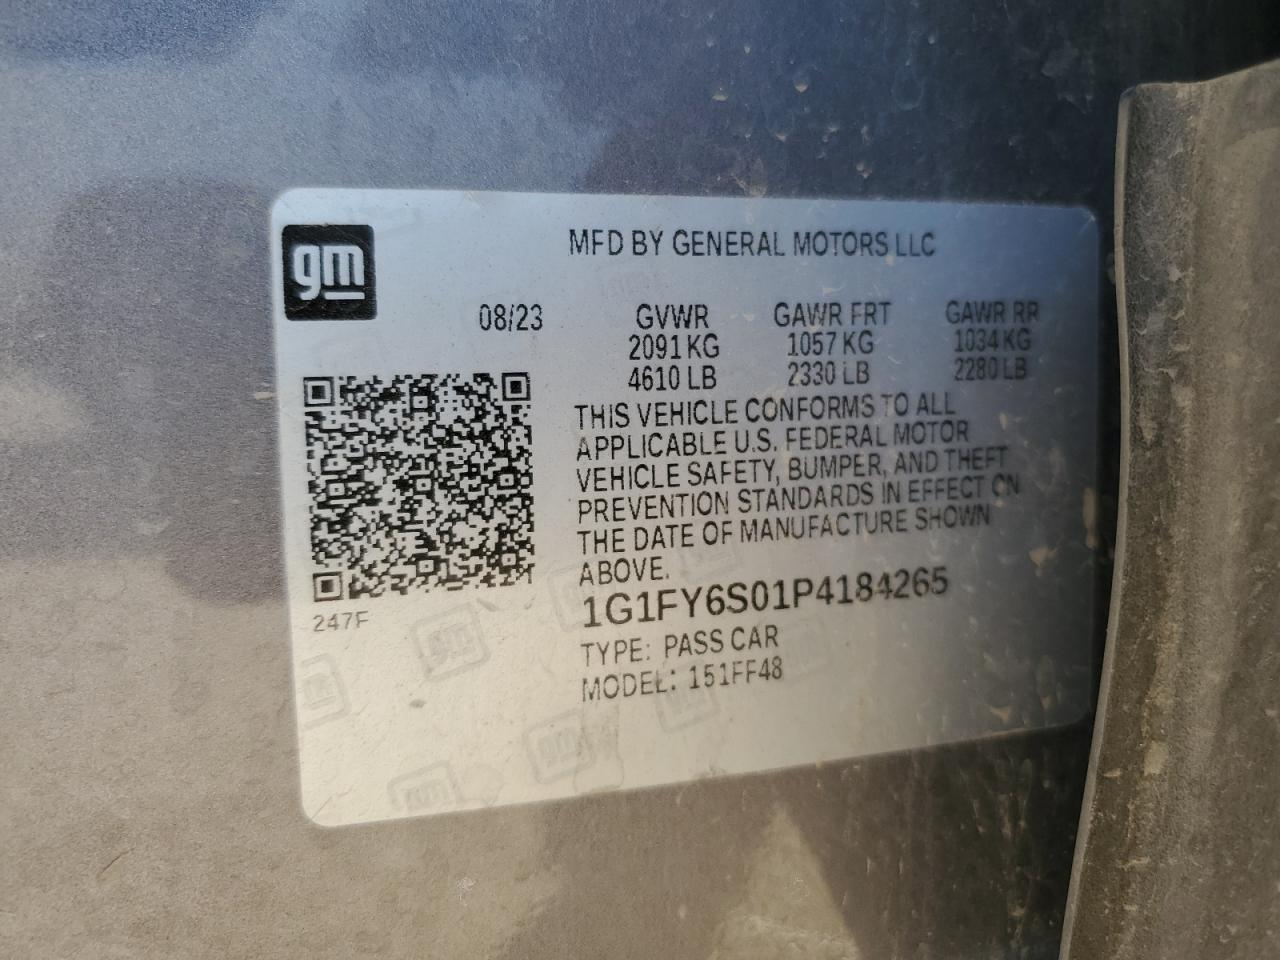 gm
MFD BY GENERAL MOTORS LLC
08/23 GVWR GAWR FRT GAWR RR
2091 KG 1057 KG 1034 KG
4610 LB 2330 LB 2280 LB
THIS VEHICLE CONFORMS TO ALL
APPLICABLE U.S. FEDERAL MOTOR
VEHICLE SAFETY, BUMPER, AND THEFT
PREVENTION STANDARDS IN EFFECT ON
THE DATE OF MANUFACTURE SHOWN
ABOVE.
1G1FY6S01P4184265
247F
TYPE: PASS CAR
MODEL: 151FF48